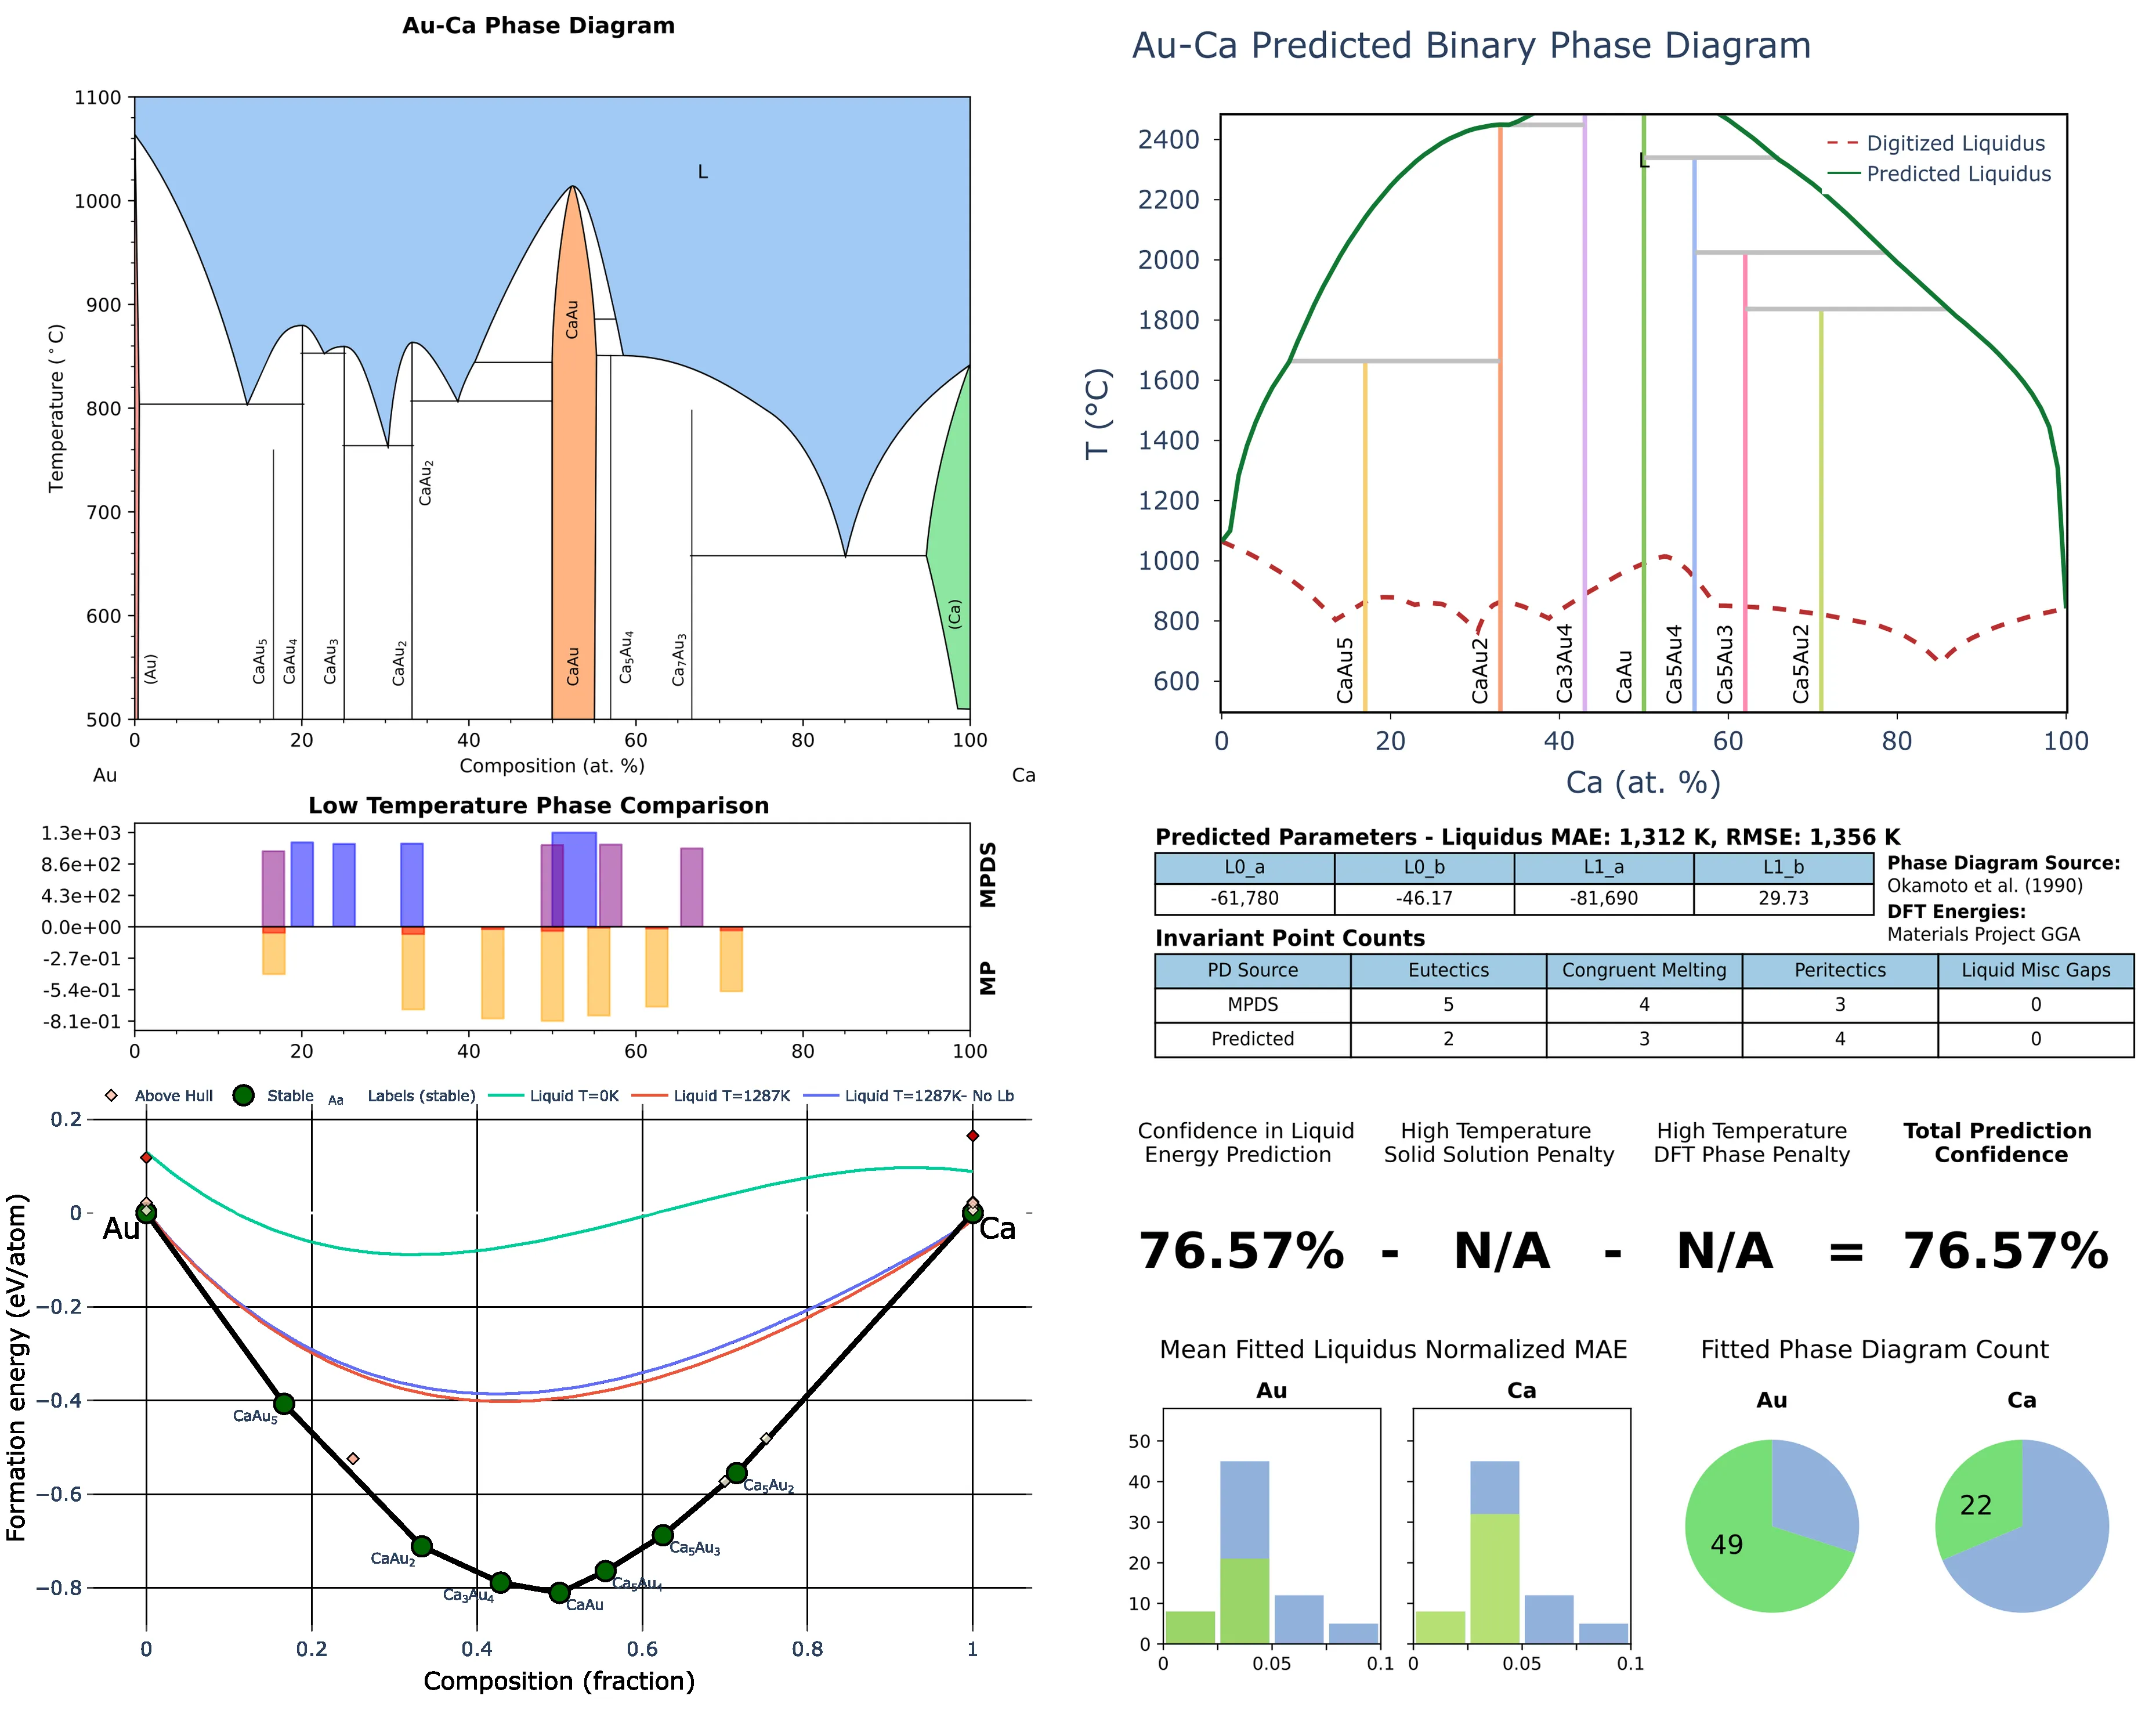 Au-Ca Phase Diagram
1100
1000
900
800
700
600
500
Temperature (°C)
L
CaAu
CaAu₂
(Au)
CaAu₅
CaAu₄
CaAu₃
CaAu₂
CaAu
Ca₅Au₄
Ca₇Au₃
(Ca)
0 20 40 60 80 100
Composition (at. %)
Au
Ca
Au-Ca Predicted Binary Phase Diagram
2400
2200
2000
1800
1600
1400
1200
1000
800
600
T (°C)
Digitized Liquidus
Predicted Liquidus
L
CaAu5
CaAu2
Ca3Au4
CaAu
Ca5Au4
Ca5Au3
Ca5Au2
0 20 40 60 80 100
Ca (at. %)
Low Temperature Phase Comparison
1.3e+03
8.6e+02
4.3e+02
0.0e+00
-2.7e-01
-5.4e-01
-8.1e-01
MPDS
MP
0 20 40 60 80 100
Predicted Parameters - Liquidus MAE: 1,312 K, RMSE: 1,356 K
L0_a L0_b L1_a L1_b
-61,780 -46.17 -81,690 29.73
Phase Diagram Source:
Okamoto et al. (1990)
DFT Energies:
Materials Project GGA
Invariant Point Counts
PD Source Eutectics Congruent Melting Peritectics Liquid Misc Gaps
MPDS 5 4 3 0
Predicted 2 3 4 0
Above Hull Stable Aa Labels (stable) Liquid T=0K Liquid T=1287K Liquid T=1287K- No Lb
0.2
0
−0.2
−0.4
−0.6
−0.8
Formation energy (eV/atom)
Au
Ca
CaAu₅
CaAu₂
Ca₃Au₄
CaAu
Ca₅Au₄
Ca₅Au₃
Ca₅Au₂
0 0.2 0.4 0.6 0.8 1
Composition (fraction)
Confidence in Liquid
Energy Prediction
High Temperature
Solid Solution Penalty
High Temperature
DFT Phase Penalty
Total Prediction
Confidence
76.57% - N/A - N/A = 76.57%
Mean Fitted Liquidus Normalized MAE
Au
Ca
50
40
30
20
10
0
0 0.05 0.1
0 0.05 0.1
Fitted Phase Diagram Count
Au
Ca
49
22